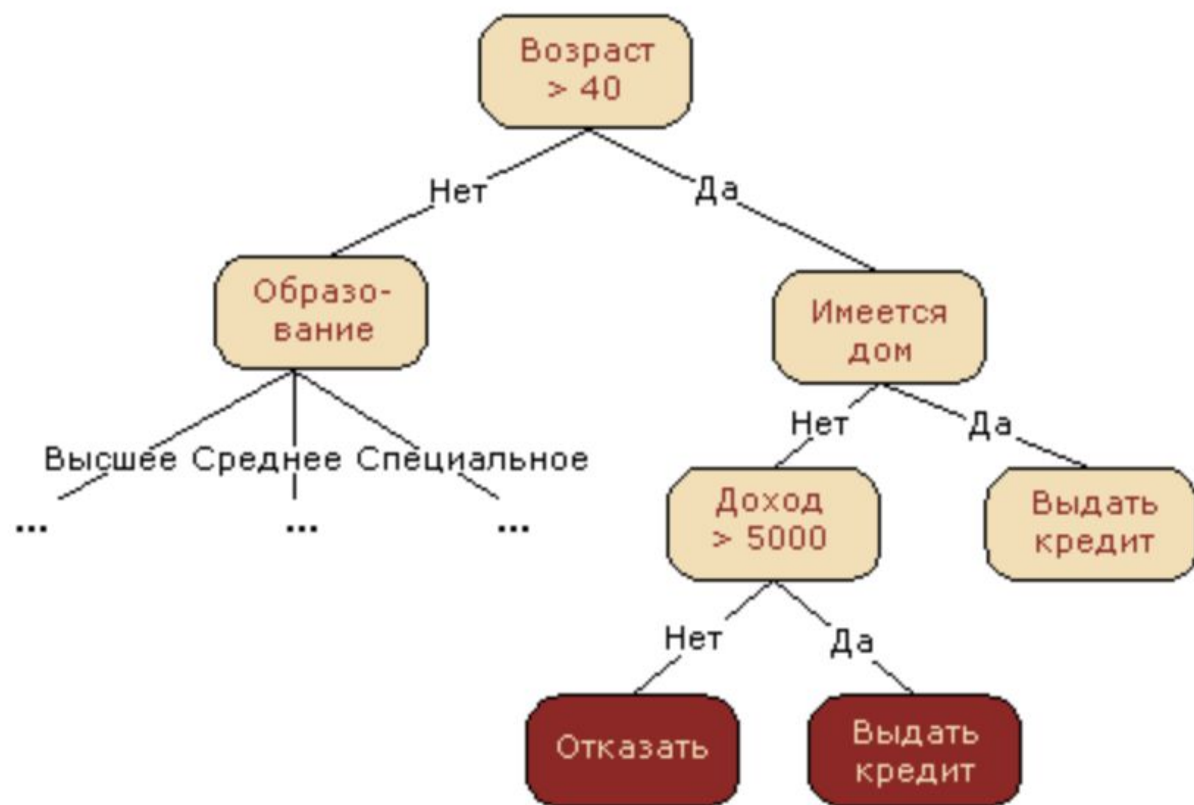 Возраст
> 40
Нет
Да
Образо-
вание
Имеется
дом
Высшее Среднее Специальное
Нет
Да
... ... ...
Доход
> 5000
Выдать
кредит
Нет
Да
Отказать
Выдать
кредит